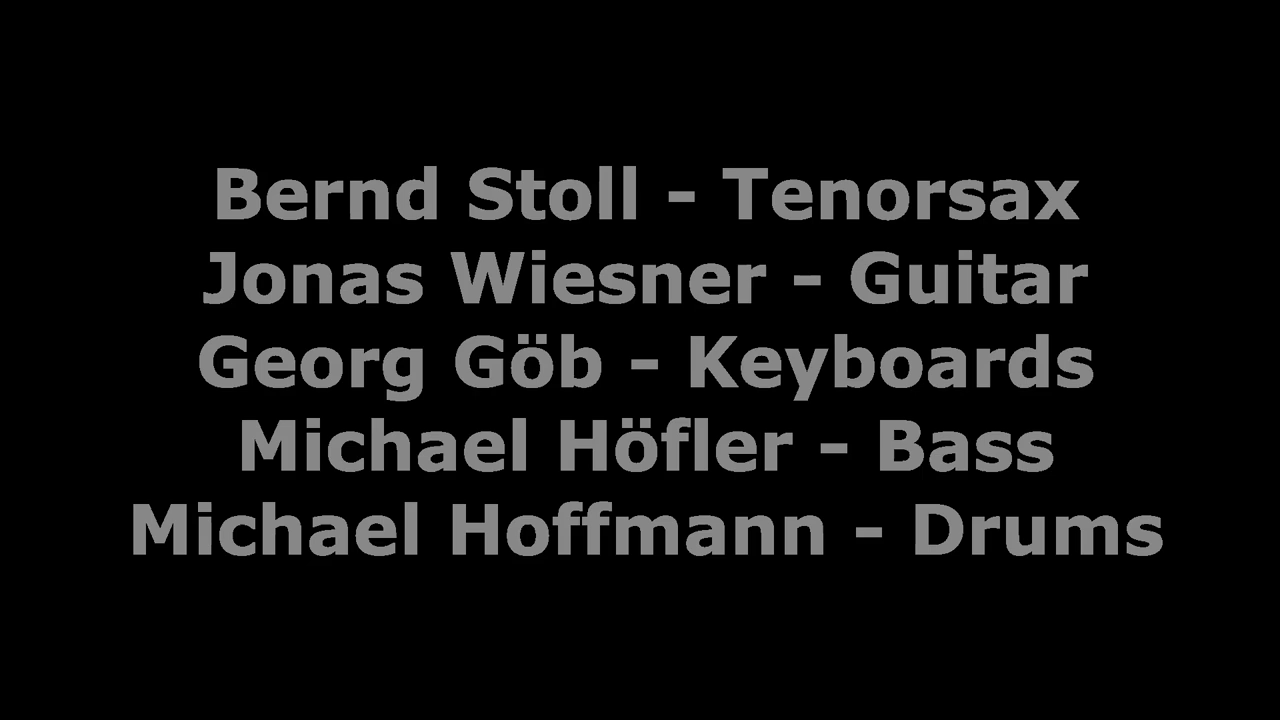 Bernd Stoll - Tenorsax
Jonas Wiesner - Guitar
Georg Göb - Keyboards
Michael Höfler - Bass
Michael Hoffmann - Drums